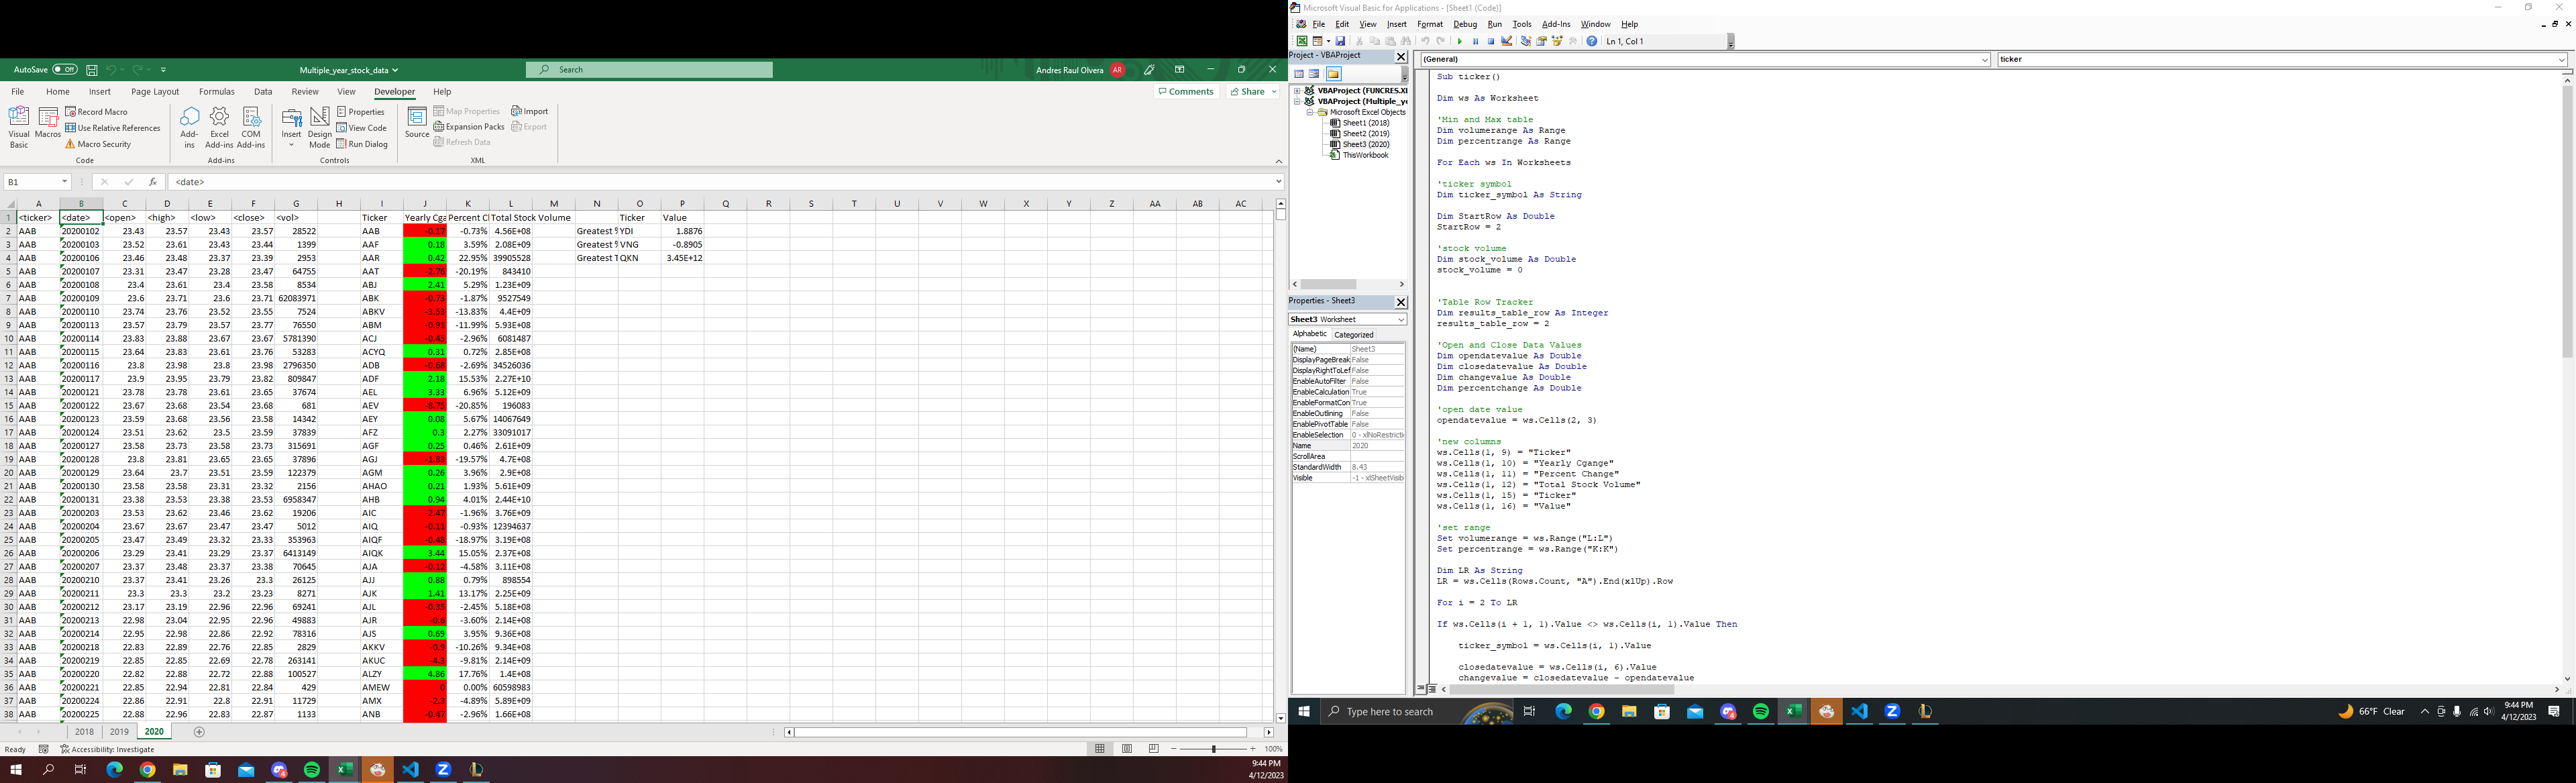 AutoSave Off Multiple_year_stock_data Search Andres Raul Olvera AR
File Home Insert Page Layout Formulas Data Review View Developer Help Comments Share
Visual Basic Macros Record Macro Use Relative References Macro Security Code
Add-ins Excel Add-ins COM Add-ins Add-ins
Insert Design Mode Properties View Code Run Dialog Controls
Source Map Properties Expansion Packs Refresh Data Import Export XML
B1 fx <date>
A B C D E F G H I J K L M N O P Q R S T U V W X Y Z AA AB AC
1 <ticker> <date> <open> <high> <low> <close> <vol> Ticker Yearly Cga Percent Cl Total Stock Volume Ticker Value
2 AAB 20200102 23.43 23.57 23.43 23.57 28522 AAB -0.17 -0.73% 4.56E+08 Greatest YDI 1.8876
3 AAB 20200103 23.52 23.61 23.43 23.44 1399 AAF 0.18 3.59% 2.08E+09 Greatest VNG -0.8905
4 AAB 20200106 23.46 23.48 23.37 23.39 2953 AAR 0.42 22.95% 39905528 Greatest T QKN 3.45E+12
5 AAB 20200107 23.31 23.47 23.28 23.47 64755 AAT -2.76 -20.19% 843410
6 AAB 20200108 23.4 23.61 23.4 23.58 8534 ABJ 2.41 5.29% 1.23E+09
7 AAB 20200109 23.6 23.71 23.6 23.71 62083971 ABK -0.73 -1.87% 9527549
8 AAB 20200110 23.74 23.76 23.52 23.55 7524 ABKV -3.53 -13.83% 4.4E+09
9 AAB 20200113 23.57 23.79 23.57 23.77 76550 ABM -0.91 -11.99% 5.93E+08
10 AAB 20200114 23.83 23.88 23.67 23.67 5781390 ACJ -0.45 -2.96% 6081487
11 AAB 20200115 23.64 23.83 23.61 23.76 53283 ACYQ 0.31 0.72% 2.85E+08
12 AAB 20200116 23.8 23.98 23.8 23.98 2796350 ADB -0.68 -2.69% 34526036
13 AAB 20200117 23.9 23.95 23.79 23.82 809847 ADF 2.18 15.53% 2.27E+10
14 AAB 20200121 23.78 23.78 23.61 23.65 37674 AEL 3.33 6.96% 5.12E+09
15 AAB 20200122 23.67 23.68 23.54 23.68 681 AEV -8.75 -20.85% 196083
16 AAB 20200123 23.59 23.68 23.56 23.58 14342 AEY 0.08 5.67% 14067649
17 AAB 20200124 23.51 23.62 23.5 23.59 37839 AFZ 0.3 2.27% 33091017
18 AAB 20200127 23.58 23.73 23.58 23.73 315691 AGF 0.25 0.46% 2.61E+09
19 AAB 20200128 23.8 23.81 23.65 23.65 37896 AGJ -1.83 -19.57% 4.7E+08
20 AAB 20200129 23.64 23.7 23.51 23.59 122379 AGM 0.26 3.96% 2.9E+08
21 AAB 20200130 23.58 23.58 23.31 23.32 2156 AHAO 0.21 1.93% 5.61E+09
22 AAB 20200131 23.38 23.53 23.38 23.53 6958347 AHB 0.94 4.01% 2.44E+10
23 AAB 20200203 23.53 23.62 23.46 23.62 19206 AIC -2.47 -1.96% 3.76E+09
24 AAB 20200204 23.67 23.67 23.47 23.47 5012 AIQ -0.11 -0.93% 12394637
25 AAB 20200205 23.47 23.49 23.32 23.33 353963 AIQF -0.48 -18.97% 3.19E+08
26 AAB 20200206 23.29 23.41 23.29 23.37 6413149 AIQK 3.44 15.05% 2.37E+08
27 AAB 20200207 23.37 23.48 23.37 23.38 70645 AJA -0.12 -4.58% 3.11E+08
28 AAB 20200210 23.37 23.41 23.26 23.3 26125 AJJ 0.88 0.79% 898554
29 AAB 20200211 23.3 23.3 23.2 23.23 8271 AJK 1.41 13.17% 2.25E+09
30 AAB 20200212 23.17 23.19 22.96 22.96 69241 AJL -0.35 -2.45% 5.18E+08
31 AAB 20200213 22.98 23.04 22.95 22.96 49883 AJR -0.6 -3.60% 2.14E+08
32 AAB 20200214 22.95 22.98 22.86 22.92 78316 AJS 0.69 3.95% 9.36E+08
33 AAB 20200218 22.83 22.89 22.76 22.85 2829 AKKV -0.9 -10.26% 9.34E+08
34 AAB 20200219 22.85 22.85 22.69 22.78 263141 AKUC -4.3 -9.81% 2.14E+09
35 AAB 20200220 22.82 22.88 22.72 22.88 100527 ALZY 4.86 17.76% 1.4E+08
36 AAB 20200221 22.85 22.94 22.81 22.84 429 AMEW 0 0.00% 60598983
37 AAB 20200224 22.86 22.91 22.8 22.91 11729 AMX -2.3 -4.89% 5.89E+09
38 AAB 20200225 22.88 22.96 22.83 22.87 1133 ANB -0.47 -2.96% 1.66E+08
2018 2019 2020
Ready Accessibility: Investigate 100%
9:44 PM
4/12/2023
Microsoft Visual Basic for Applications - [Sheet1 (Code)]
File Edit View Insert Format Debug Run Tools Add-Ins Window Help
Ln 1, Col 1
Project - VBAProject
VBAProject (FUNCRES.XL
VBAProject (Multiple_ye
Microsoft Excel Objects
Sheet1 (2018)
Sheet2 (2019)
Sheet3 (2020)
ThisWorkbook
Properties - Sheet3
Sheet3 Worksheet
Alphabetic Categorized
(Name) Sheet3
DisplayPageBreak False
DisplayRightToLef False
EnableAutoFilter False
EnableCalculation True
EnableFormatCon True
EnableOutlining False
EnablePivotTable False
EnableSelection 0 - xlNoRestricti
Name 2020
ScrollArea
StandardWidth 8.43
Visible -1 - xlSheetVisib
(General) ticker
Sub ticker()
Dim ws As Worksheet
'Min and Max table
Dim volumerange As Range
Dim percentrange As Range
For Each ws In Worksheets
'ticker symbol
Dim ticker_symbol As String
Dim StartRow As Double
StartRow = 2
'stock volume
Dim stock_volume As Double
stock_volume = 0
'Table Row Tracker
Dim results_table_row As Integer
results_table_row = 2
'Open and Close Data Values
Dim opendatevalue As Double
Dim closedatevalue As Double
Dim changevalue As Double
Dim percentchange As Double
'open date value
opendatevalue = ws.Cells(2, 3)
'new columns
ws.Cells(1, 9) = "Ticker"
ws.Cells(1, 10) = "Yearly Cgange"
ws.Cells(1, 11) = "Percent Change"
ws.Cells(1, 12) = "Total Stock Volume"
ws.Cells(1, 15) = "Ticker"
ws.Cells(1, 16) = "Value"
'set range
Set volumerange = ws.Range("L:L")
Set percentrange = ws.Range("K:K")
Dim LR As String
LR = ws.Cells(Rows.Count, "A").End(xlUp).Row
For i = 2 To LR
If ws.Cells(i + 1, 1).Value <> ws.Cells(i, 1).Value Then
ticker_symbol = ws.Cells(i, 1).Value
closedatevalue = ws.Cells(i, 6).Value
changevalue = closedatevalue - opendatevalue
Type here to search 66°F Clear 9:44 PM
4/12/2023